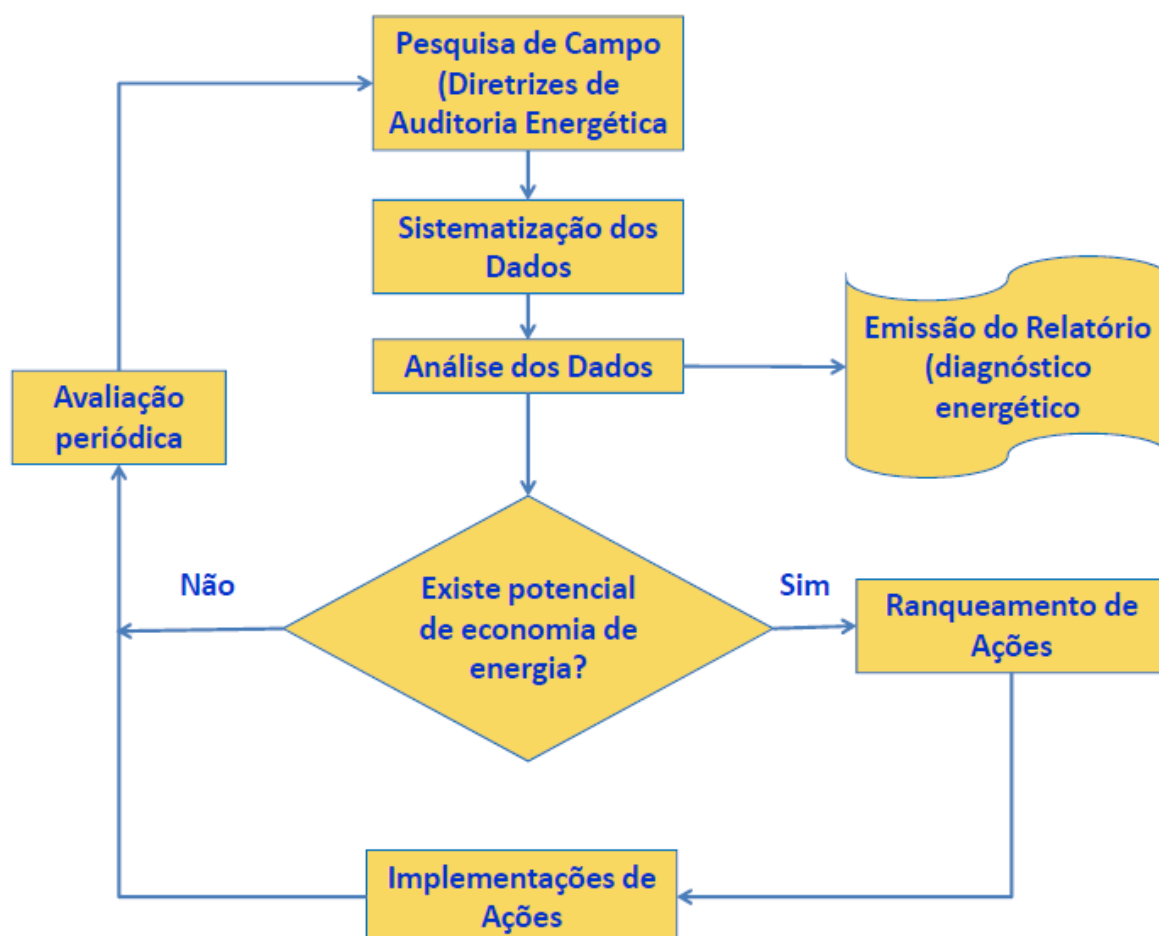 Pesquisa de Campo
(Diretrizes de
Auditoria Energética
Sistematização dos
Dados
Análise dos Dados
Emissão do Relatório
(diagnóstico
energético
Avaliação
periódica
Não
Existe potencial
de economia de
energia?
Sim
Ranqueamento de
Ações
Implementações de
Ações